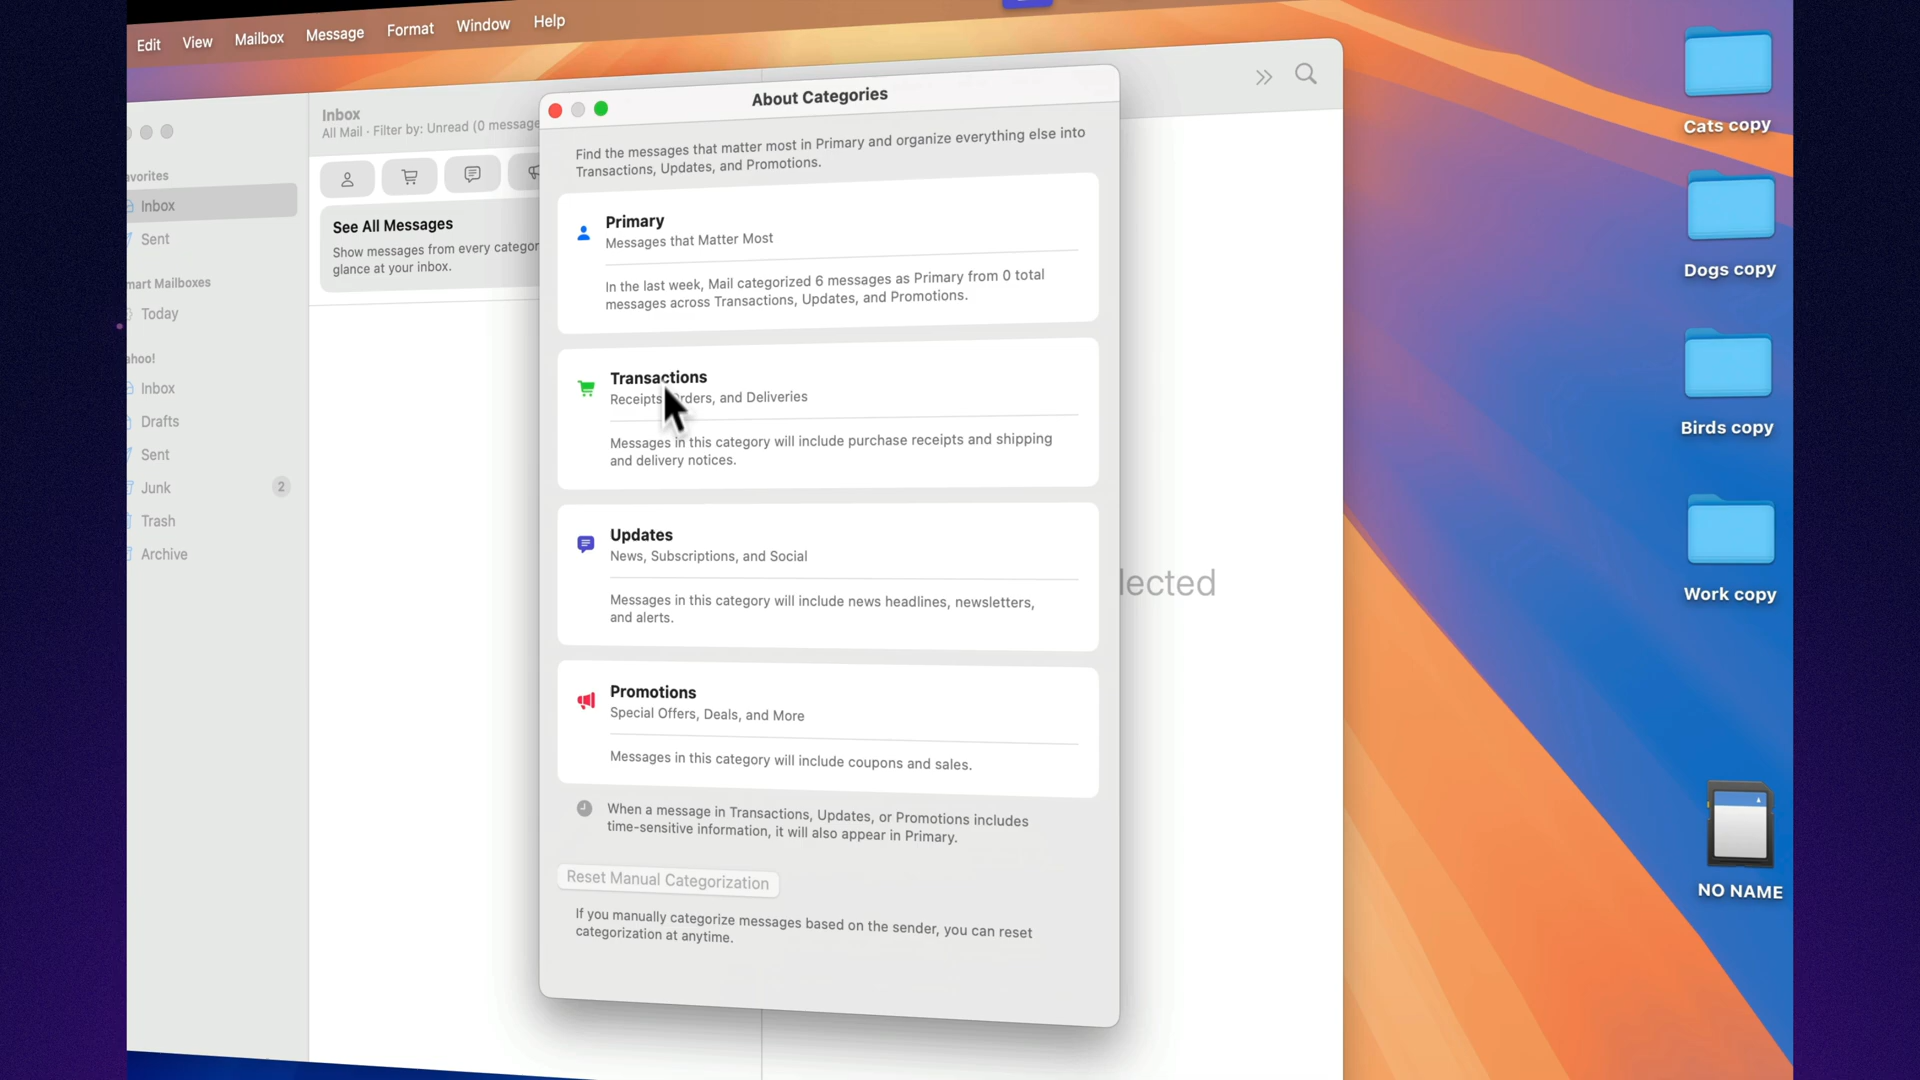 Edit View Mailbox Message Format Window Help
Inbox
All Mail · Filter by: Unread (0 message
Inbox
Sent
Today
Inbox
Drafts
Sent
Junk 2
Trash
Archive
See All Messages
Show messages from every categor
glance at your inbox.
About Categories
Find the messages that matter most in Primary and organize everything else into
Transactions, Updates, and Promotions.
Primary
Messages that Matter Most
In the last week, Mail categorized 6 messages as Primary from 0 total
messages across Transactions, Updates, and Promotions.
Transactions
Receipts, Orders, and Deliveries
Messages in this category will include purchase receipts and shipping
and delivery notices.
Updates
News, Subscriptions, and Social
Messages in this category will include news headlines, newsletters,
and alerts.
Promotions
Special Offers, Deals, and More
Messages in this category will include coupons and sales.
When a message in Transactions, Updates, or Promotions includes
time-sensitive information, it will also appear in Primary.
Reset Manual Categorization
If you manually categorize messages based on the sender, you can reset
categorization at anytime.
lected
Cats copy
Dogs copy
Birds copy
Work copy
NO NAME